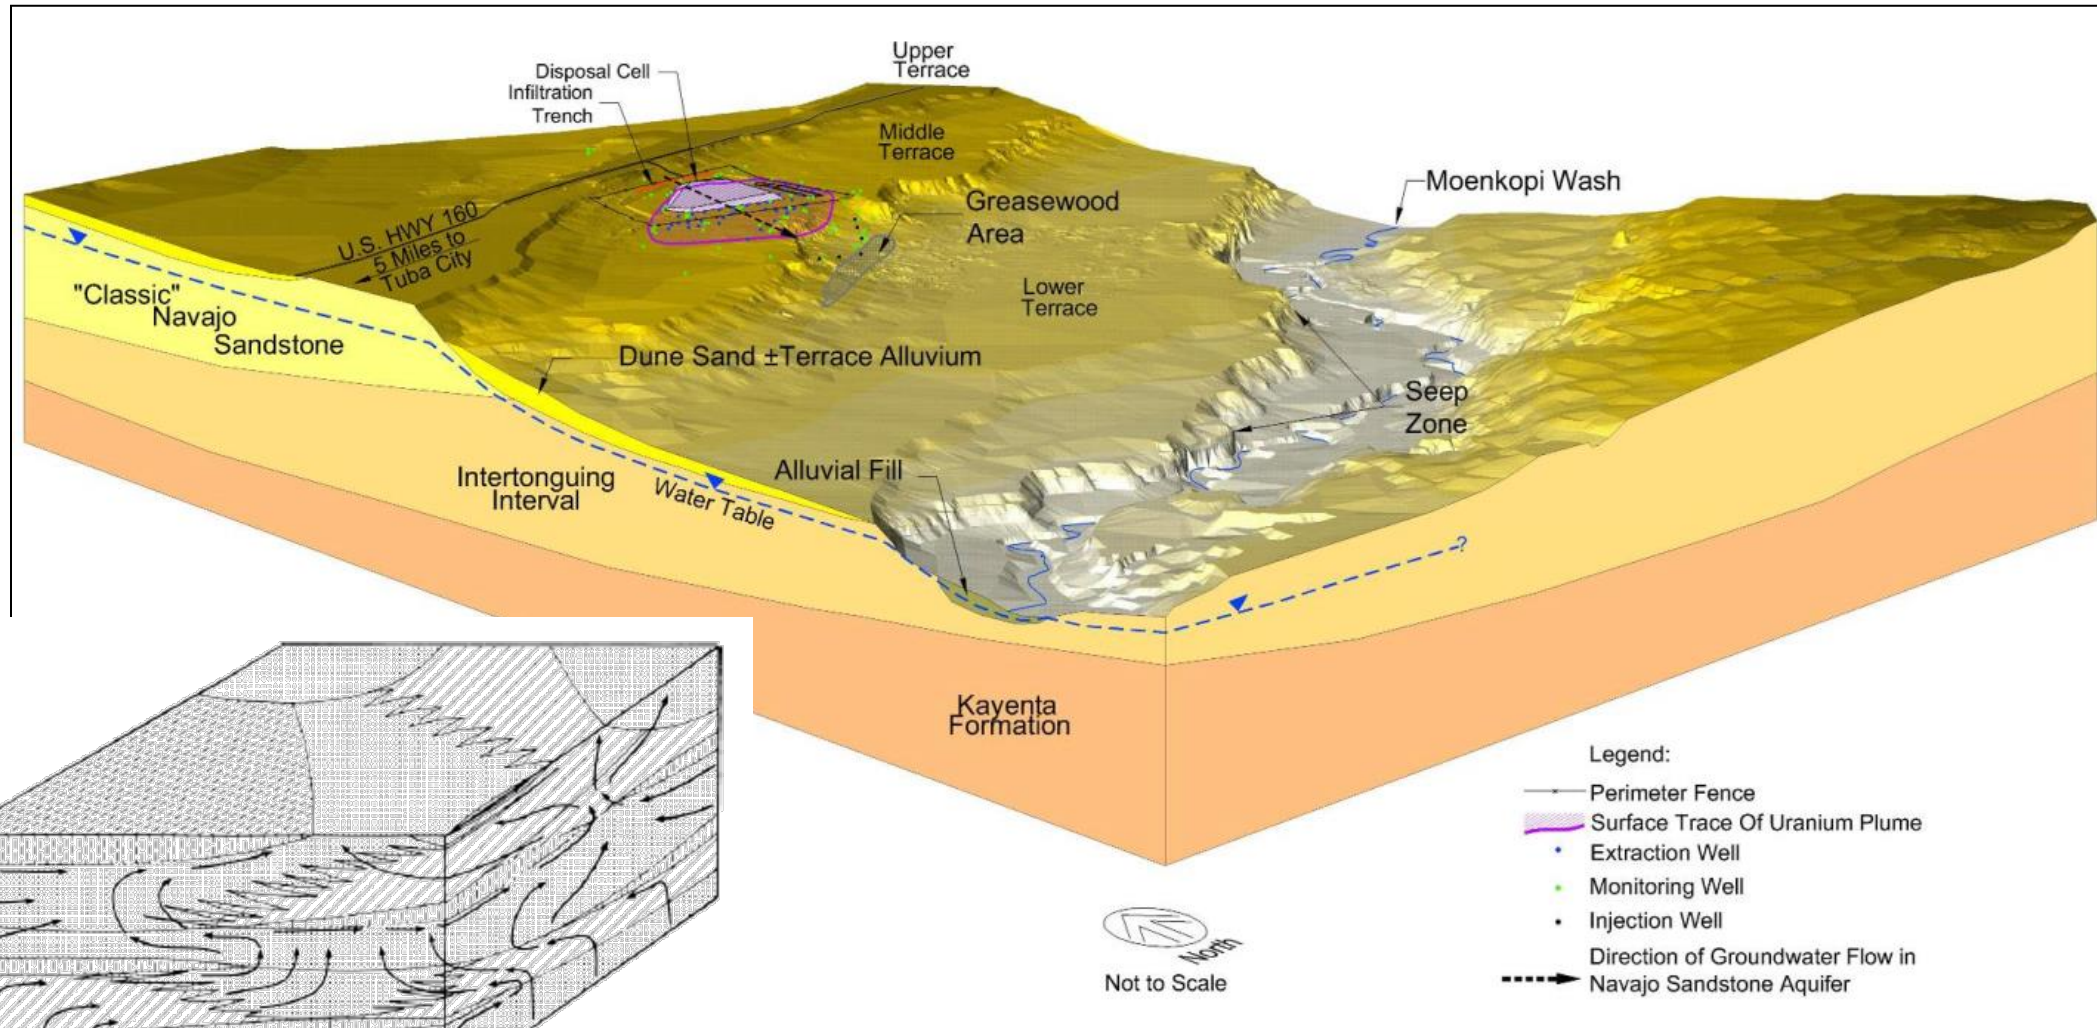 Upper
Terrace
Disposal Cell
Infiltration
Trench
Middle
Terrace
Moenkopi Wash
Greasewood
Area
U.S. HWY 160
5 Miles to
Tuba City
"Classic"
Navajo
Sandstone
Lower
Terrace
Dune Sand ±Terrace Alluvium
Seep
Zone
Alluvial Fill
Intertonguing
Interval
Water Table
?
Kayenta
Formation
Legend:
Perimeter Fence
Surface Trace Of Uranium Plume
Extraction Well
Monitoring Well
Injection Well
Direction of Groundwater Flow in
Navajo Sandstone Aquifer
North
Not to Scale